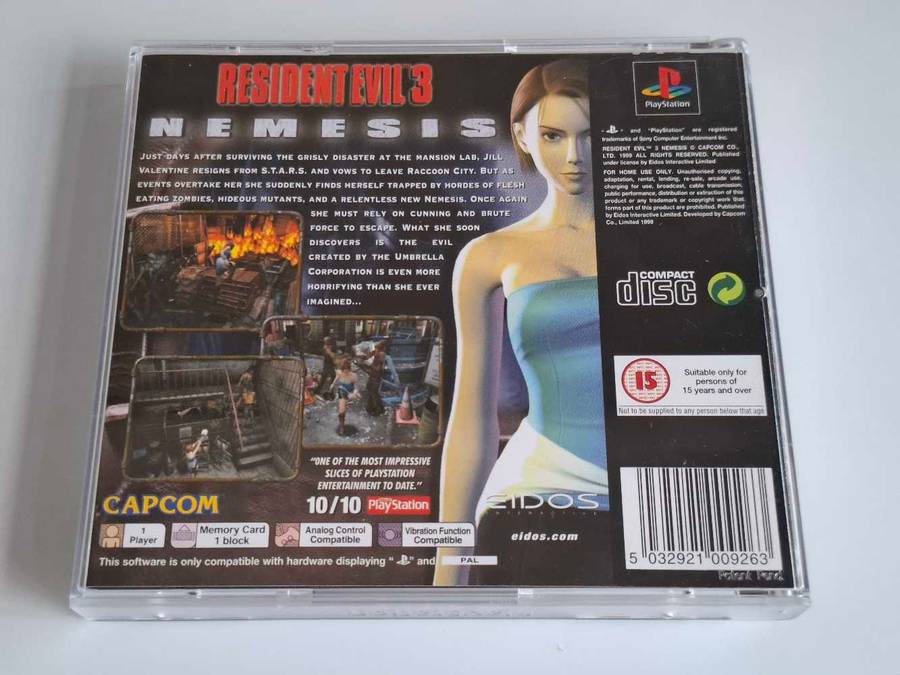 RESIDENT EVIL™3
NEMESIS
JUST DAYS AFTER SURVIVING THE GRISLY DISASTER AT THE MANSION LAB, JILL
VALENTINE RESIGNS FROM S.T.A.R.S. AND VOWS TO LEAVE RACCOON CITY. BUT AS
EVENTS OVERTAKE HER SHE SUDDENLY FINDS HERSELF TRAPPED BY HORDES OF FLESH
EATING ZOMBIES, HIDEOUS MUTANTS, AND A RELENTLESS NEW NEMESIS. ONCE AGAIN
SHE MUST RELY ON CUNNING AND BRUTE
FORCE TO ESCAPE. WHAT SHE SOON
DISCOVERS IS THE EVIL
CREATED BY THE UMBRELLA
CORPORATION IS EVEN MORE
HORRIFYING THAN SHE EVER
IMAGINED...
"ONE OF THE MOST IMPRESSIVE
SLICES OF PLAYSTATION
ENTERTAINMENT TO DATE."
10/10 PlayStation
CAPCOM
1
Player
Memory Card
1 block
Analog Control
Compatible
Vibration Function
Compatible
This software is only compatible with hardware displaying " " and PAL
EIDOS
INTERACTIVE
eidos.com
PlayStation
" " and "PlayStation" are registered
trademarks of Sony Computer Entertainment Inc.
RESIDENT EVIL™ 3 NEMESIS © CAPCOM CO.,
LTD. 1999 ALL RIGHTS RESERVED. Published
under license by Eidos Interactive Limited
FOR HOME USE ONLY. Unauthorised copying,
adaptation, rental, lending, re-sale, arcade use,
charging for use, broadcast, cable transmission,
public performance, distribution or extraction of this
product or any trademark or copyright work that
forms part of this product are prohibited. Published
by Eidos Interactive Limited. Developed by Capcom
Co., Limited 1999
COMPACT
disc
15
Suitable only for
persons of
15 years and over
Not to be supplied to any person below that age
5 032921 009263
Patent Pend